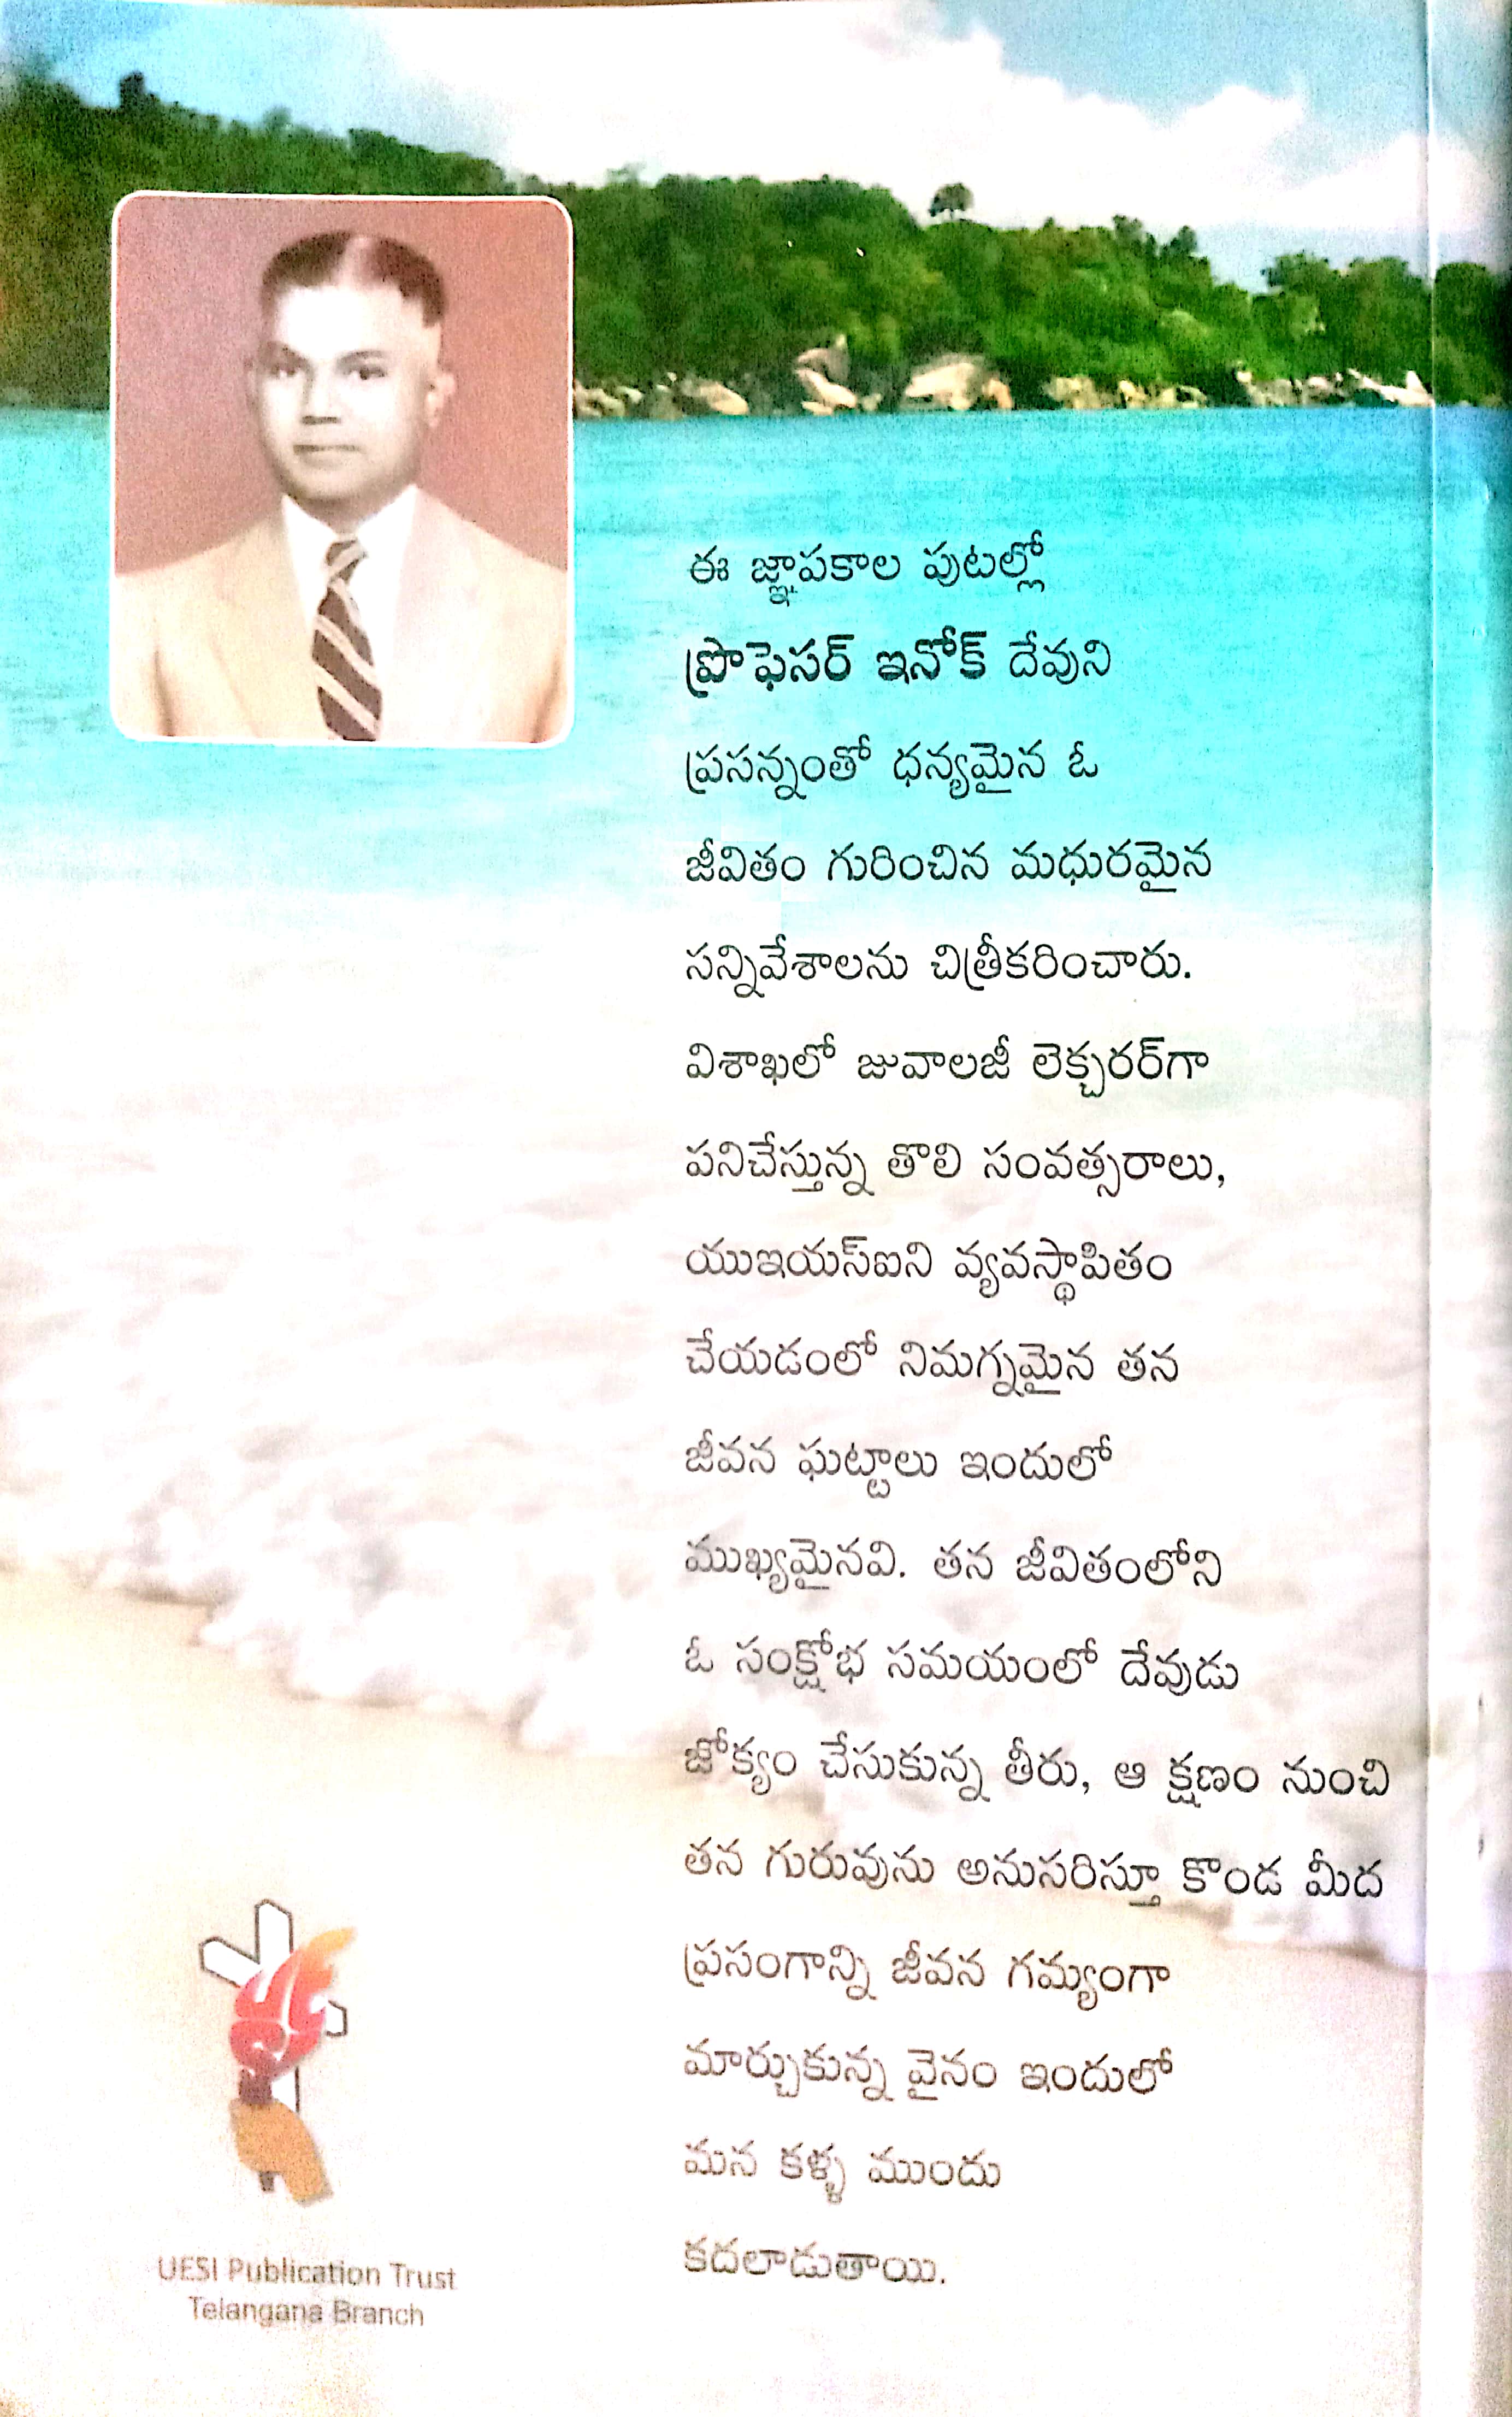 ఈ జ్ఞాపకాల పుటల్లో
ప్రొఫెసర్ ఇనోక్ దేవుని
ప్రసన్నంతో ధన్యమైన ఓ
జీవితం గురించిన మధురమైన
సన్నివేశాలను చిత్రీకరించారు.
విశాఖలో జువాలజీ లెక్చరర్‌గా
పనిచేస్తున్న తొలి సంవత్సరాలు,
యుఇయస్ఐని వ్యవస్థాపితం
చేయడంలో నిమగ్నమైన తన
జీవన ఘట్టాలు ఇందులో
ముఖ్యమైనవి. తన జీవితంలోని
ఓ సంక్షోభ సమయంలో దేవుడు
జోక్యం చేసుకున్న తీరు, ఆ క్షణం నుంచి
తన గురువును అనుసరిస్తూ కొండ మీద
ప్రసంగాన్ని జీవన గమ్యంగా
మార్చుకున్న వైనం ఇందులో
మన కళ్ళ ముందు
కదలాడుతాయి.
UESI Publication Trust
Telangana Branch